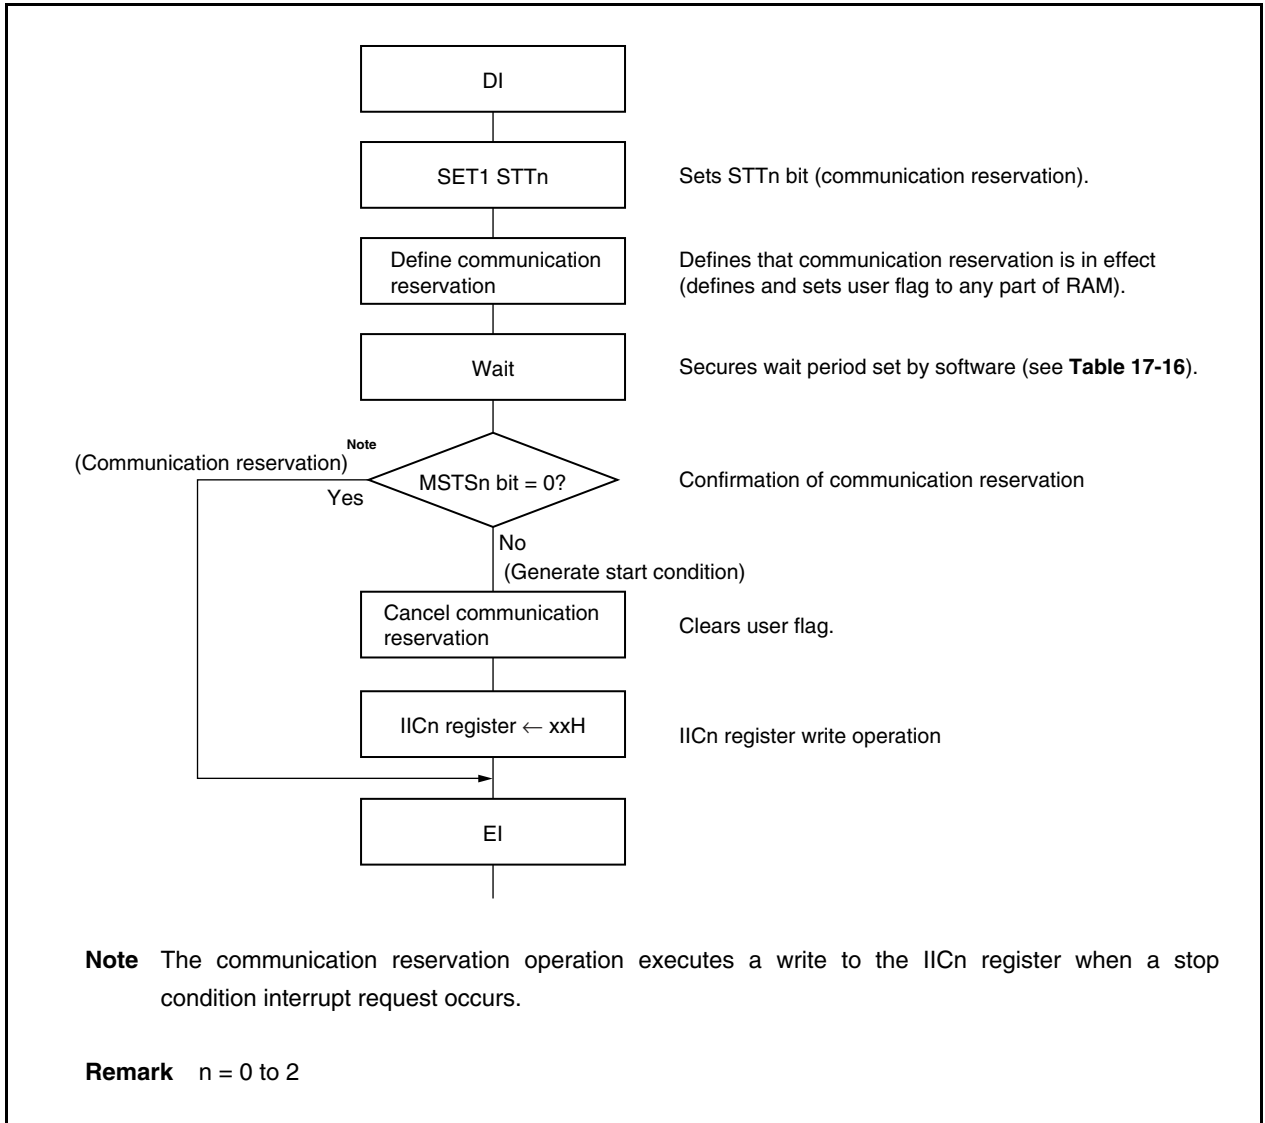 DI
SET1 STTn
Sets STTn bit (communication reservation).
Define communication
reservation
Defines that communication reservation is in effect
(defines and sets user flag to any part of RAM).
Wait
Secures wait period set by software (see Table 17-16).
(Communication reservation)Note
Yes
MSTSn bit = 0?
Confirmation of communication reservation
No
(Generate start condition)
Cancel communication
reservation
Clears user flag.
IICn register ← xxH
IICn register write operation
EI
Note The communication reservation operation executes a write to the IICn register when a stop
condition interrupt request occurs.
Remark n = 0 to 2